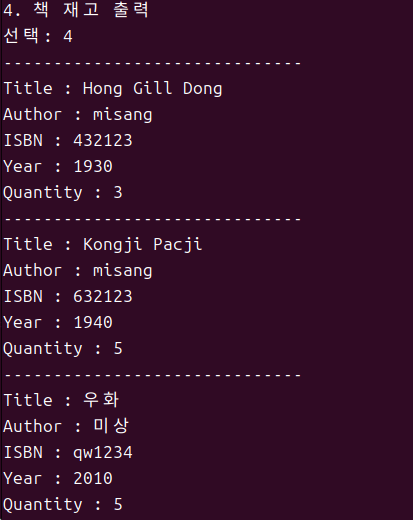 4. 책 재고 출력
선택: 4
------------------------------
Title : Hong Gill Dong
Author : misang
ISBN : 432123
Year : 1930
Quantity : 3
------------------------------
Title : Kongji Pacji
Author : misang
ISBN : 632123
Year : 1940
Quantity : 5
------------------------------
Title : 우화
Author : 미상
ISBN : qw1234
Year : 2010
Quantity : 5